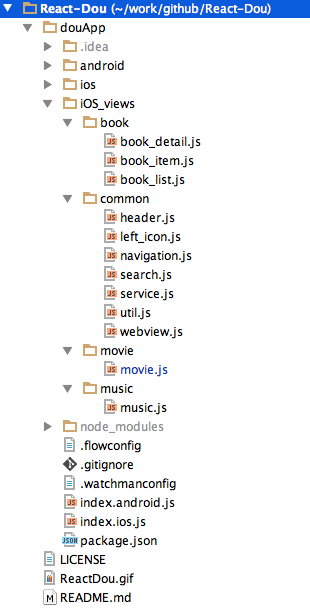 React-Dou (~/work/github/React-Dou)
douApp
.idea
android
ios
iOS_views
book
book_detail.js
book_item.js
book_list.js
common
header.js
left_icon.js
navigation.js
search.js
service.js
util.js
webview.js
movie
movie.js
music
music.js
node_modules
.flowconfig
.gitignore
.watchmanconfig
index.android.js
index.ios.js
package.json
LICENSE
ReactDou.gif
README.md